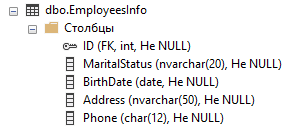 dbo.EmployeesInfo
Столбцы
ID (FK, int, Не NULL)
MaritalStatus (nvarchar(20), Не NULL)
BirthDate (date, Не NULL)
Address (nvarchar(50), Не NULL)
Phone (char(12), Не NULL)